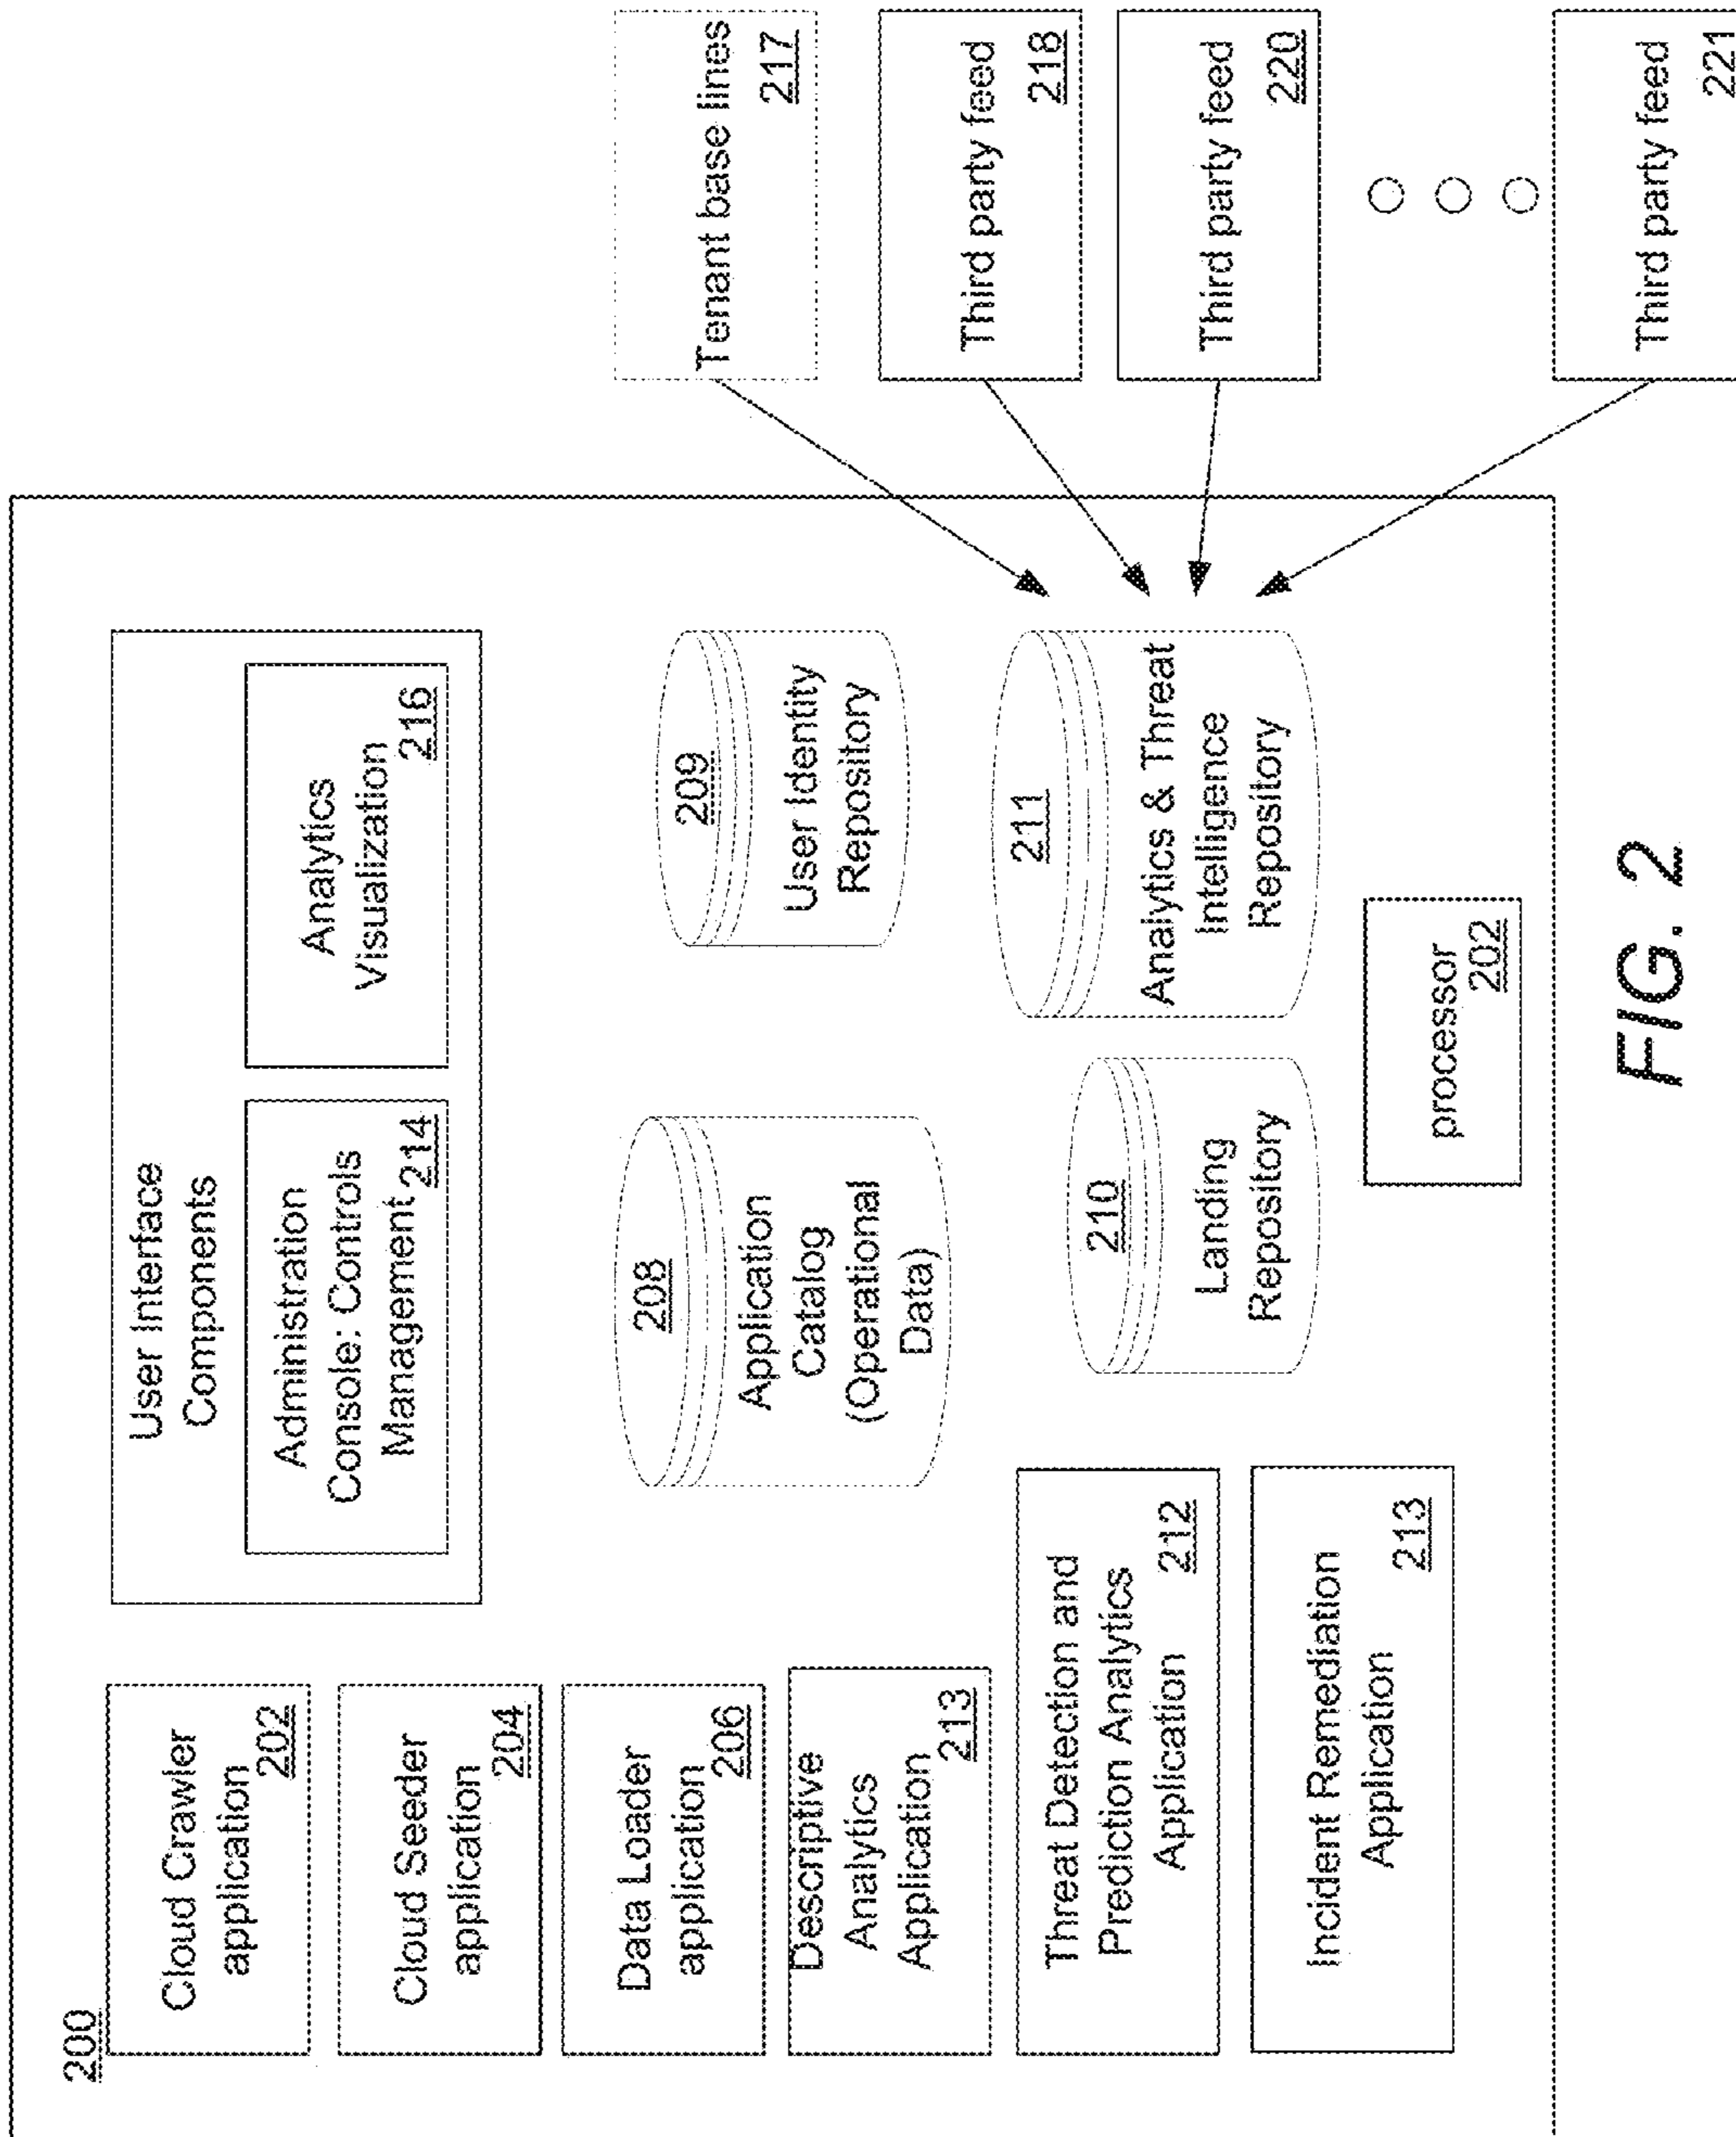 200
Cloud Crawler
application
202
Cloud Seeder
application
204
Data Loader
application
206
Descriptive
Analytics
Application
213
Threat Detection and
Prediction Analytics
Application
212
Incident Remediation
Application
213
User Interface
Components
Administration
Console: Controls
Management
214
Analytics
Visualization
216
208
Application
Catalog
(Operational
Data)
209
User Identity
Repository
210
Landing
Repository
211
Analytics & Threat
Intelligence
Repository
processor
202
Tenant base lines
217
Third party feed
218
Third party feed
220
Third party feed
221
FIG. 2